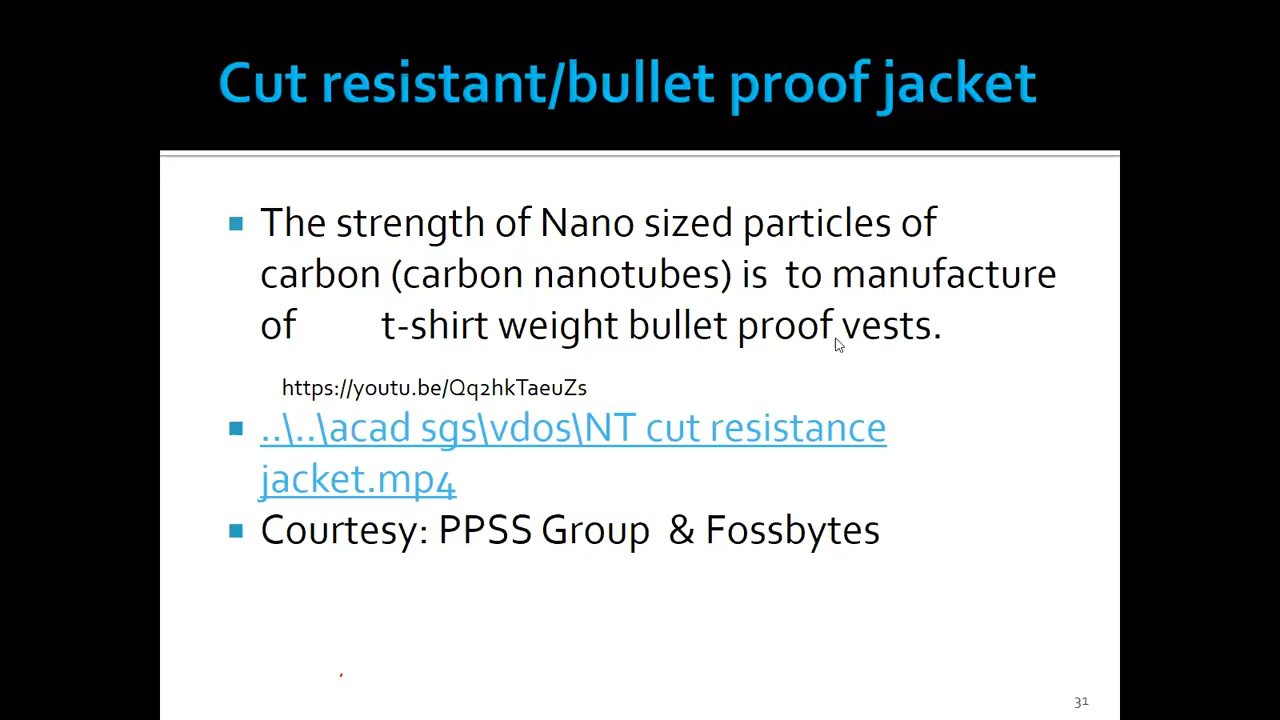 Cut resistant/bullet proof jacket
The strength of Nano sized particles of
carbon (carbon nanotubes) is to manufacture
of t-shirt weight bullet proof vests.
https://youtu.be/Qq2hkTaeuZs
..\..\acad sgs\vdos\NT cut resistance
jacket.mp4
Courtesy: PPSS Group & Fossbytes
31